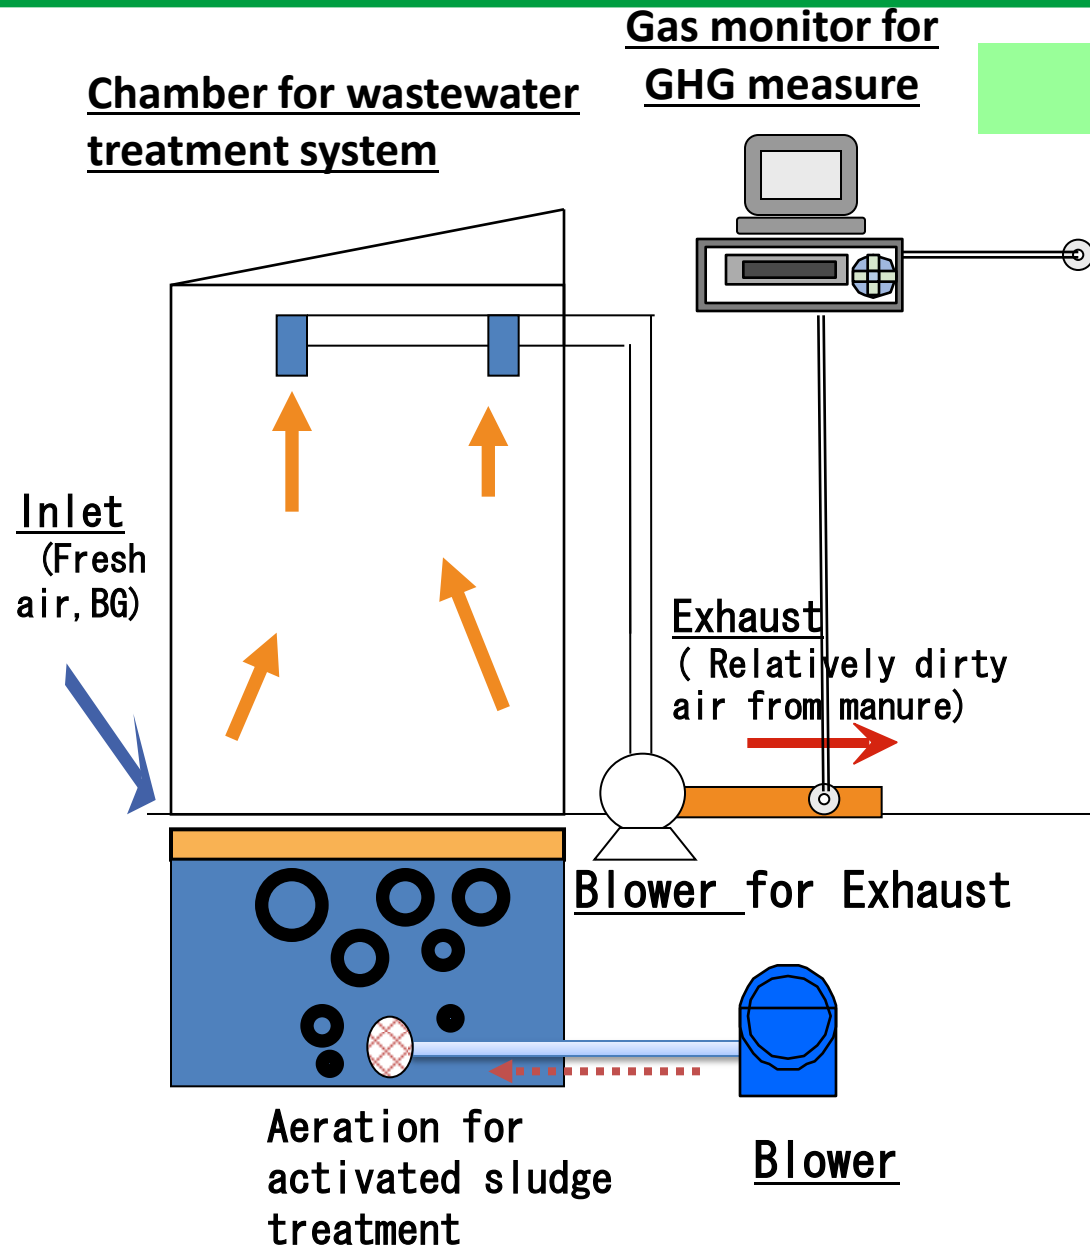 Gas monitor for
GHG measure
Chamber for wastewater
treatment system
Inlet
(Fresh
air,BG)
Exhaust
( Relatively dirty
air from manure)
Blower for Exhaust
Aeration for
activated sludge
treatment
Blower